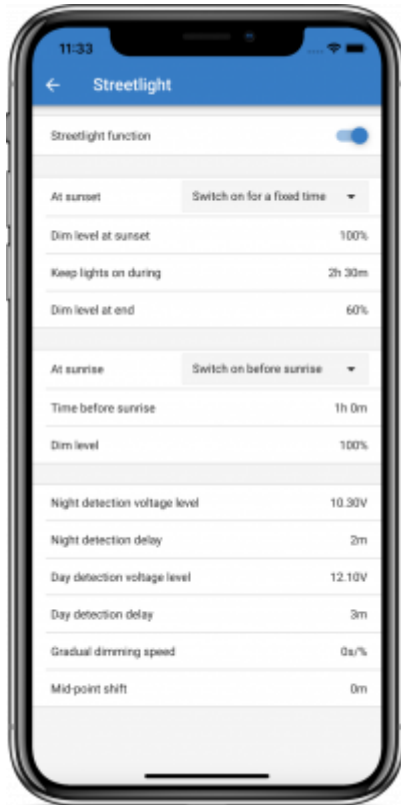 11:33
Streetlight
Streetlight function
At sunset Switch on for a fixed time
Dim level at sunset 100%
Keep lights on during 2h 30m
Dim level at end 60%
At sunrise Switch on before sunrise
Time before sunrise 1h 0m
Dim level 100%
Night detection voltage level 10.30V
Night detection delay 2m
Day detection voltage level 12.10V
Day detection delay 3m
Gradual dimming speed 0s/%
Mid-point shift 0m